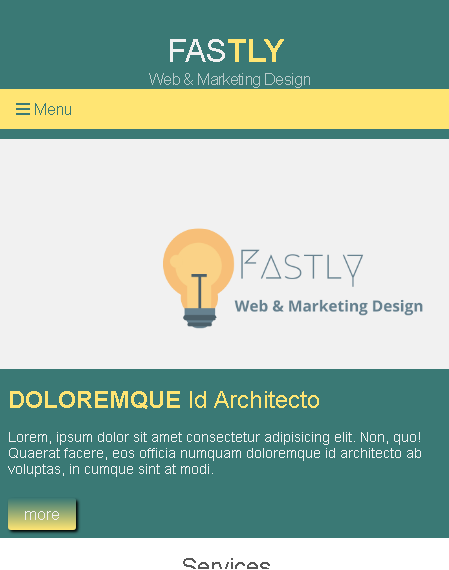 FASTLY
Web & Marketing Design
Menu
FASTLY
Web & Marketing Design
DOLOREMQUE Id Architecto
Lorem, ipsum dolor sit amet consectetur adipisicing elit. Non, quo!
Quaerat facere, eos officia numquam doloremque id architecto ab
voluptas, in cumque sint at modi.
more
Services